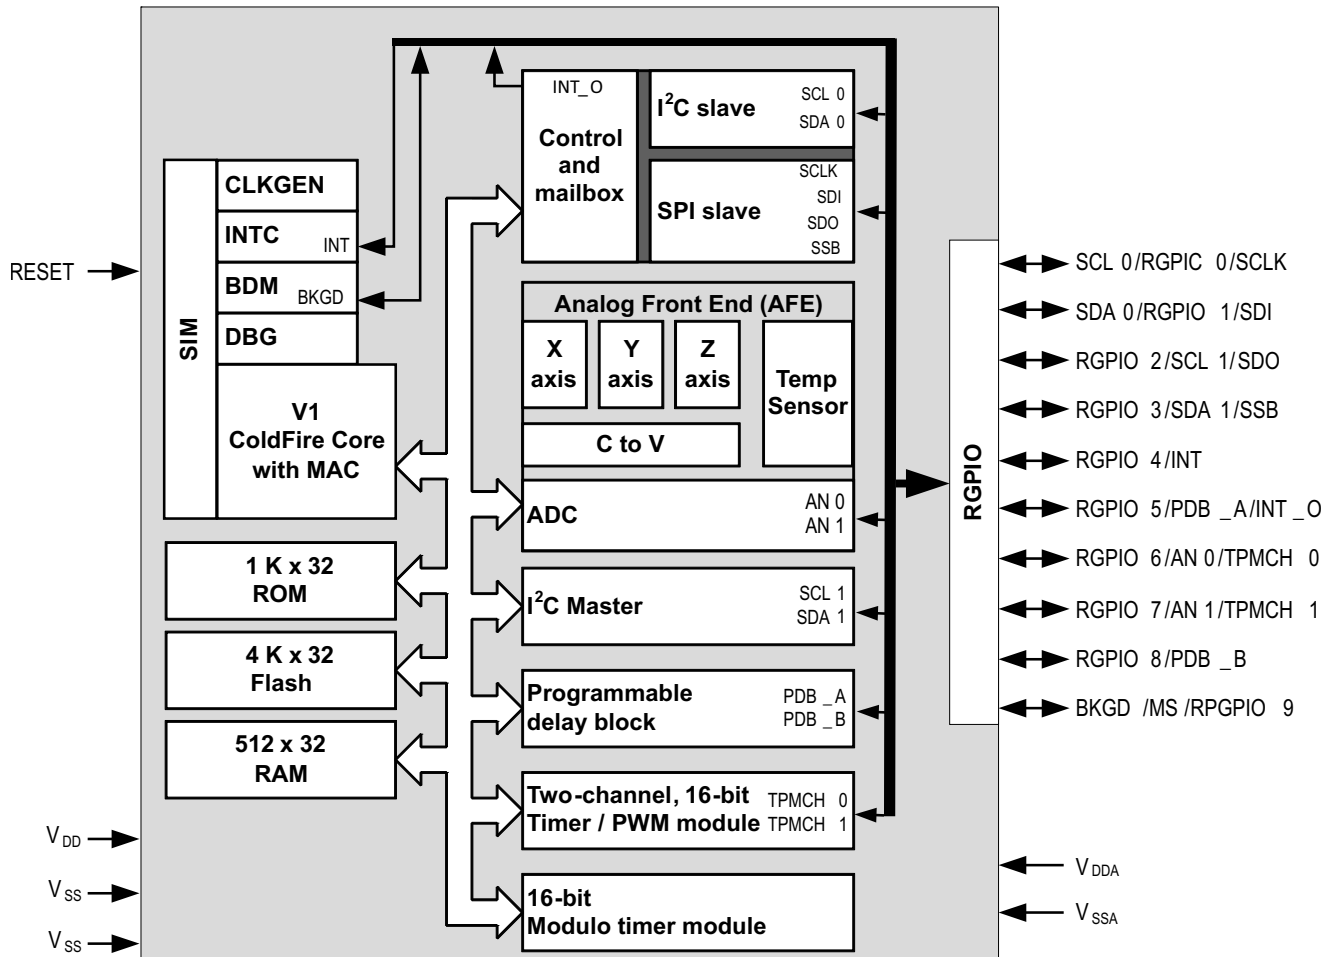 INT_O
Control
and
mailbox
I²C slave
SCL 0
SDA 0
SPI slave
SCLK
SDI
SDO
SSB
SIM
CLKGEN
INTC
INT
BDM
BKGD
DBG
V1
ColdFire Core
with MAC
RESET
Analog Front End (AFE)
X
axis
Y
axis
Z
axis
Temp
Sensor
C to V
ADC
AN 0
AN 1
1 K x 32
ROM
4 K x 32
Flash
512 x 32
RAM
I²C Master
SCL 1
SDA 1
Programmable
delay block
PDB _A
PDB _B
Two-channel, 16-bit
Timer / PWM module
TPMCH 0
TPMCH 1
16-bit
Modulo timer module
RGPIO
SCL 0/RGPIC 0/SCLK
SDA 0/RGPIO 1/SDI
RGPIO 2/SCL 1/SDO
RGPIO 3/SDA 1/SSB
RGPIO 4/INT
RGPIO 5/PDB _A/INT _O
RGPIO 6/AN 0/TPMCH 0
RGPIO 7/AN 1/TPMCH 1
RGPIO 8/PDB _B
BKGD /MS /RPGPIO 9
VDD
VSS
VSS
VDDA
VSSA